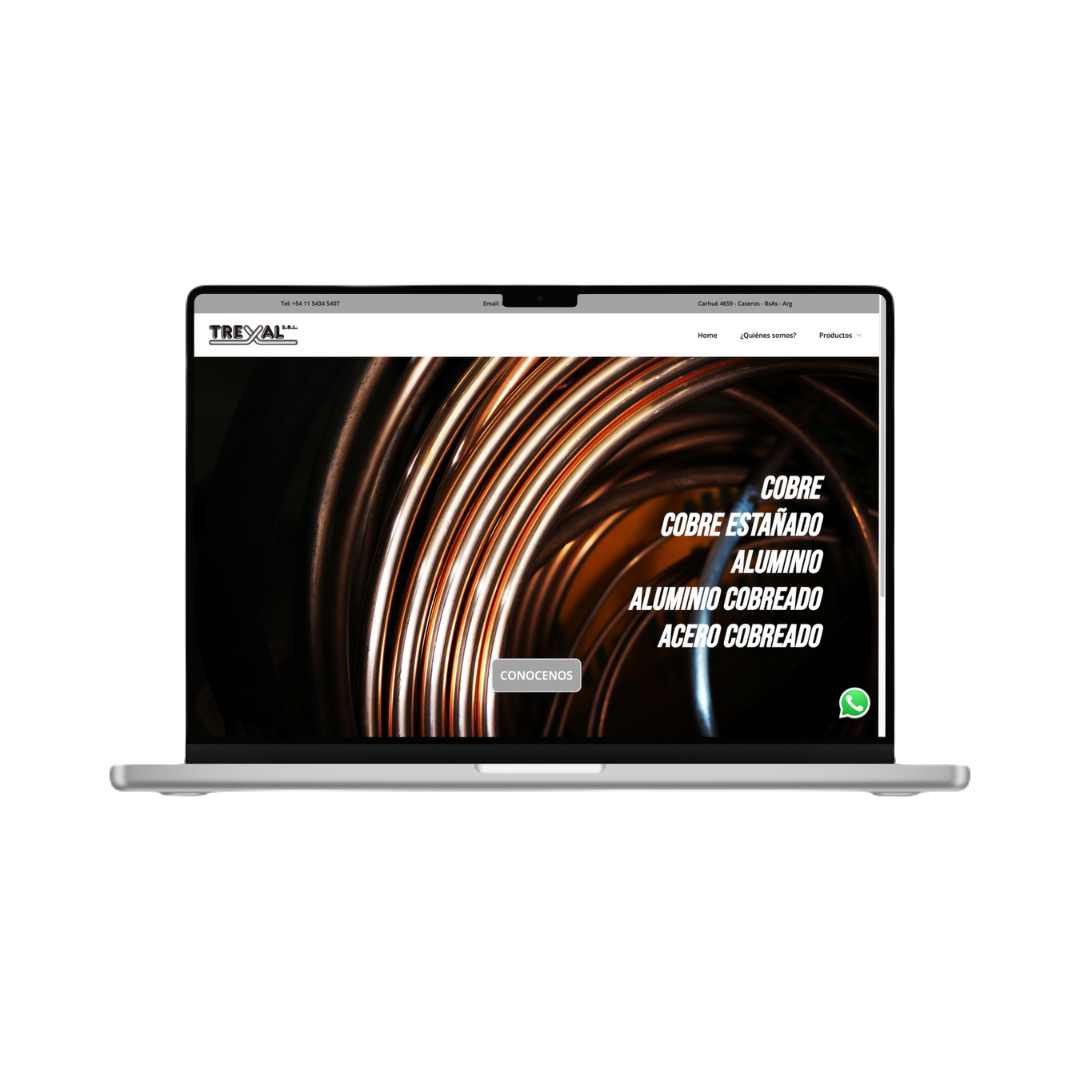 Tel: +54 11 5434 5407
Email:
Carhué 4659 - Caseros - BsAs - Arg
TREXAL S.R.L.
Home
¿Quiénes somos?
Productos
COBRE
COBRE ESTAÑADO
ALUMINIO
ALUMINIO COBREADO
ACERO COBREADO
CONOCENOS